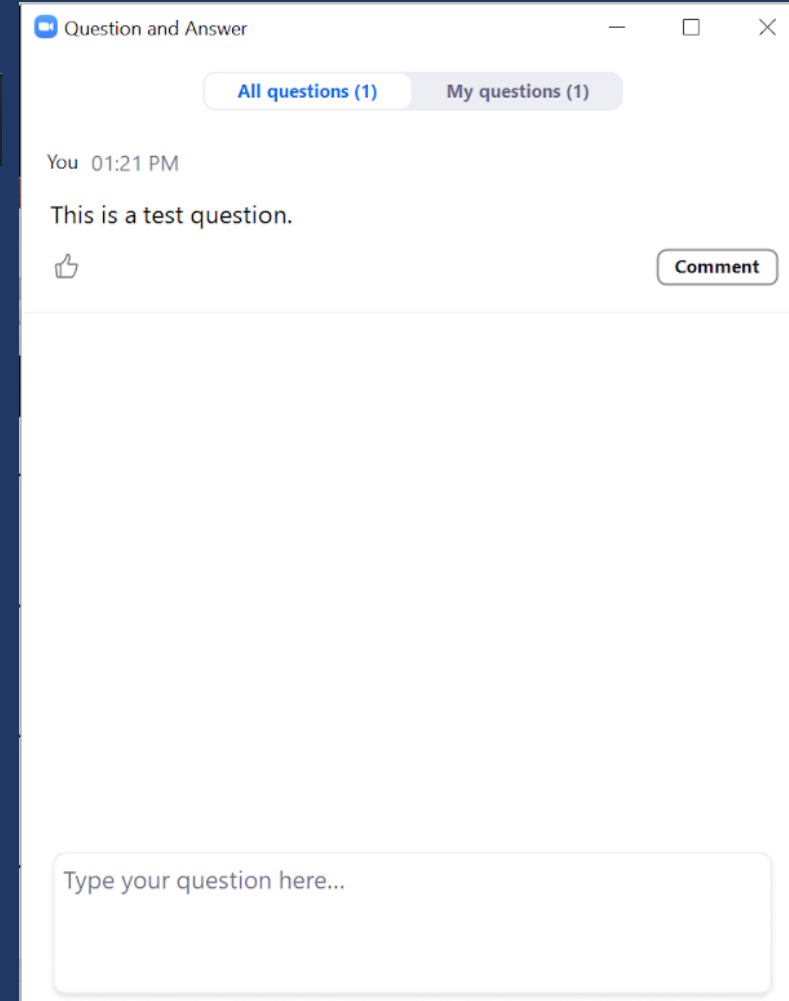 Question and Answer
All questions (1) My questions (1)
You 01:21 PM
This is a test question.
Comment
Type your question here...